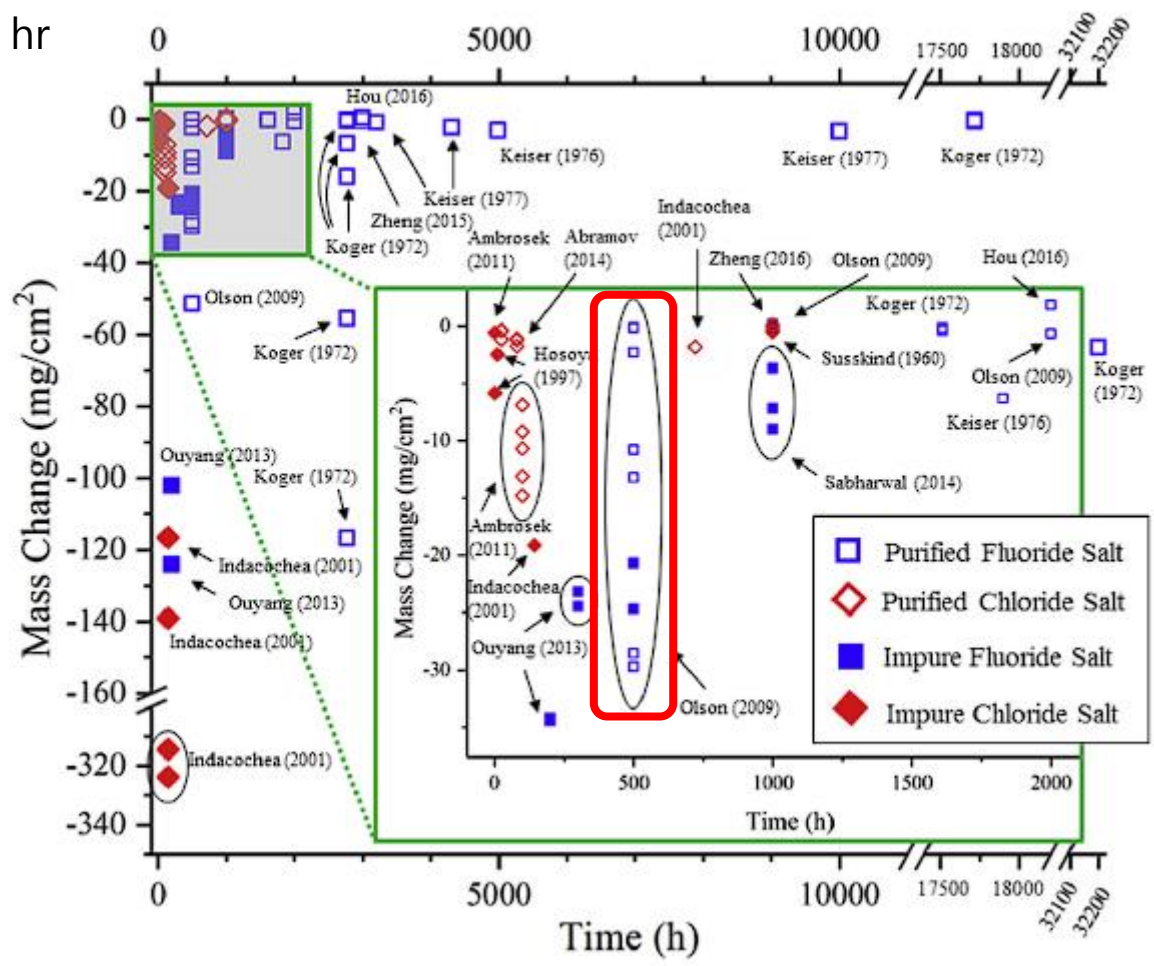 hr
0 5000 10000 17500 18000 32100 32200
0
-20
-40
-60
-80
-100
-120
-140
-160
-320
-340
Mass Change (mg/cm²)
Hou (2016)
Keiser (1976)
Keiser (1977)
Koger (1972)
Keiser (1977)
Zheng (2015)
Koger (1972)
Olson (2009)
Koger (1972)
Ouyang (2013)
Koger (1972)
Indacochea (2001)
Ouyang (2013)
Indacochea (2001)
Indacochea (2001)
Ambrosek
(2011)
Abramov
(2014)
Indacochea
(2001)
Zheng (2016)
Olson (2009)
Hou (2016)
Koger (1972)
Hosoya
(1997)
Susskind (1960)
Olson (2009)
Koger
(1972)
Keiser (1976)
Sabharwal (2014)
Ambrosek
(2011)
Indacochea
(2001)
Ouyang (2013)
Olson (2009)
0
-10
-20
-30
Mass Change (mg/cm²)
0 500 1000 1500 2000
Time (h)
Purified Fluoride Salt
Purified Chloride Salt
Impure Fluoride Salt
Impure Chloride Salt
0 5000 10000 17500 18000 32100 32200
Time (h)